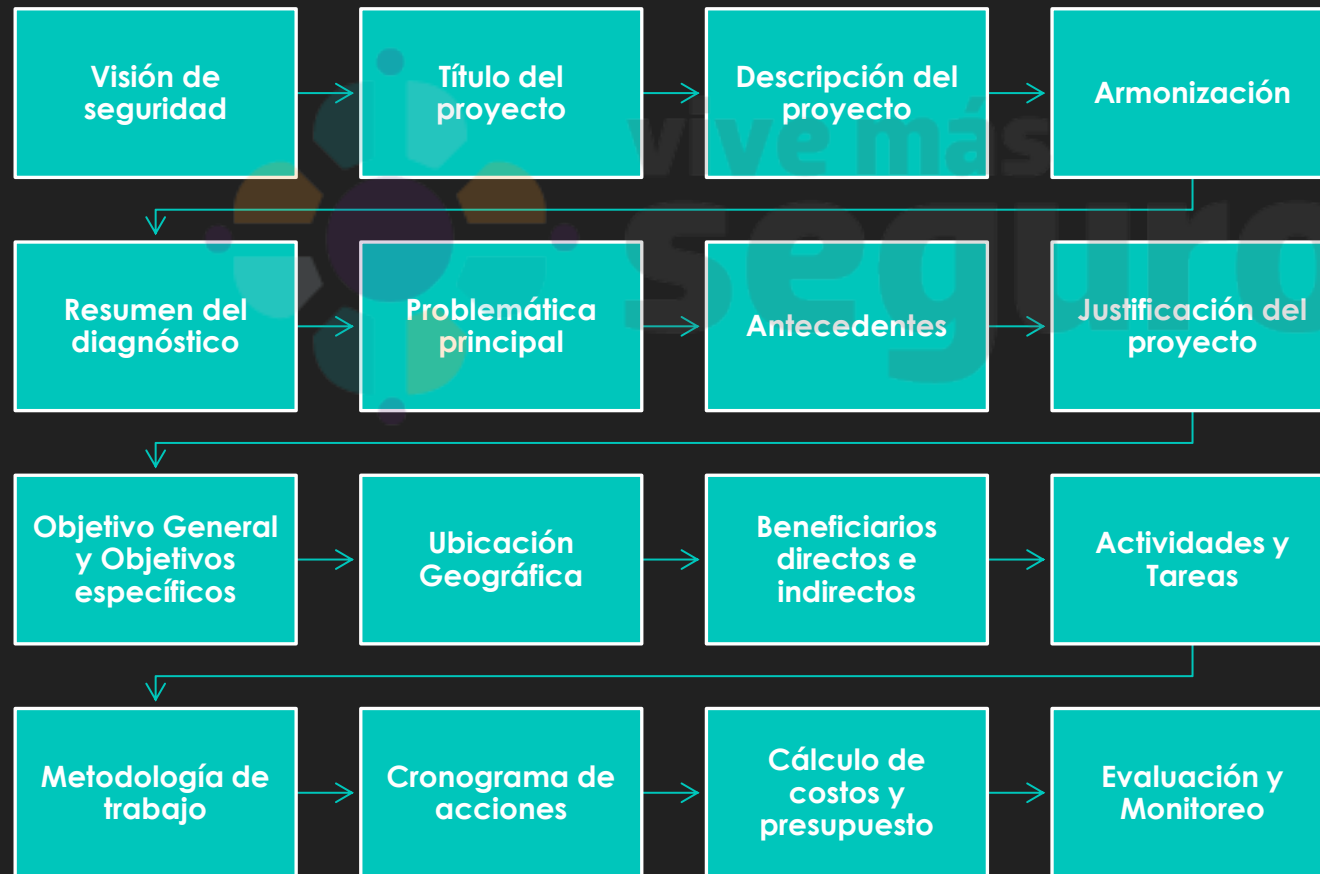 Visión de
seguridad
Título del
proyecto
Descripción del
proyecto
Armonización
vive más
seguro
Resumen del
diagnóstico
Problemática
principal
Antecedentes
Justificación del
proyecto
Objetivo General
y Objetivos
específicos
Ubicación
Geográfica
Beneficiarios
directos e
indirectos
Actividades y
Tareas
Metodología de
trabajo
Cronograma de
acciones
Cálculo de
costos y
presupuesto
Evaluación y
Monitoreo